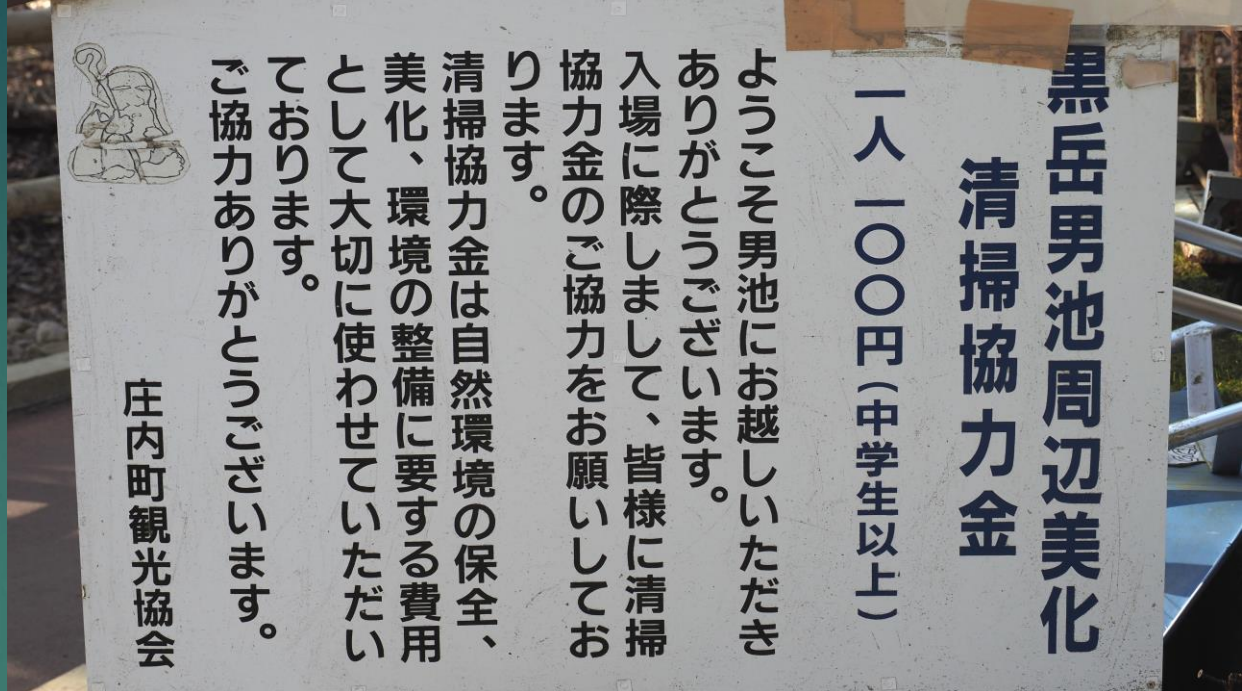 黒岳男池周辺美化
清掃協力金
一人 一〇〇円（中学生以上）
ようこそ男池にお越しいただき
ありがとうございます。
入場に際しまして、皆様に清掃
協力金のご協力をお願いしてお
ります。
清掃協力金は自然環境の保全、
美化、環境の整備に要する費用
として大切に使わせていただい
ております。
ご協力ありがとうございます。
庄内町観光協会